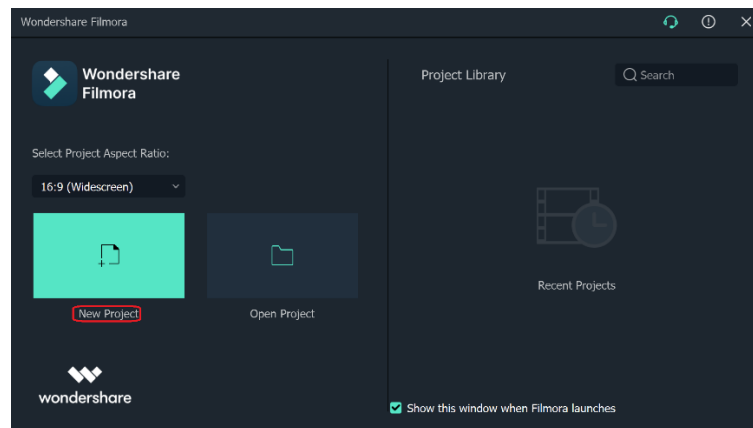 Wondershare Filmora
Wondershare
Filmora
Select Project Aspect Ratio:
16:9 (Widescreen)
New Project
Open Project
wondershare
Project Library
Search
Recent Projects
Show this window when Filmora launches